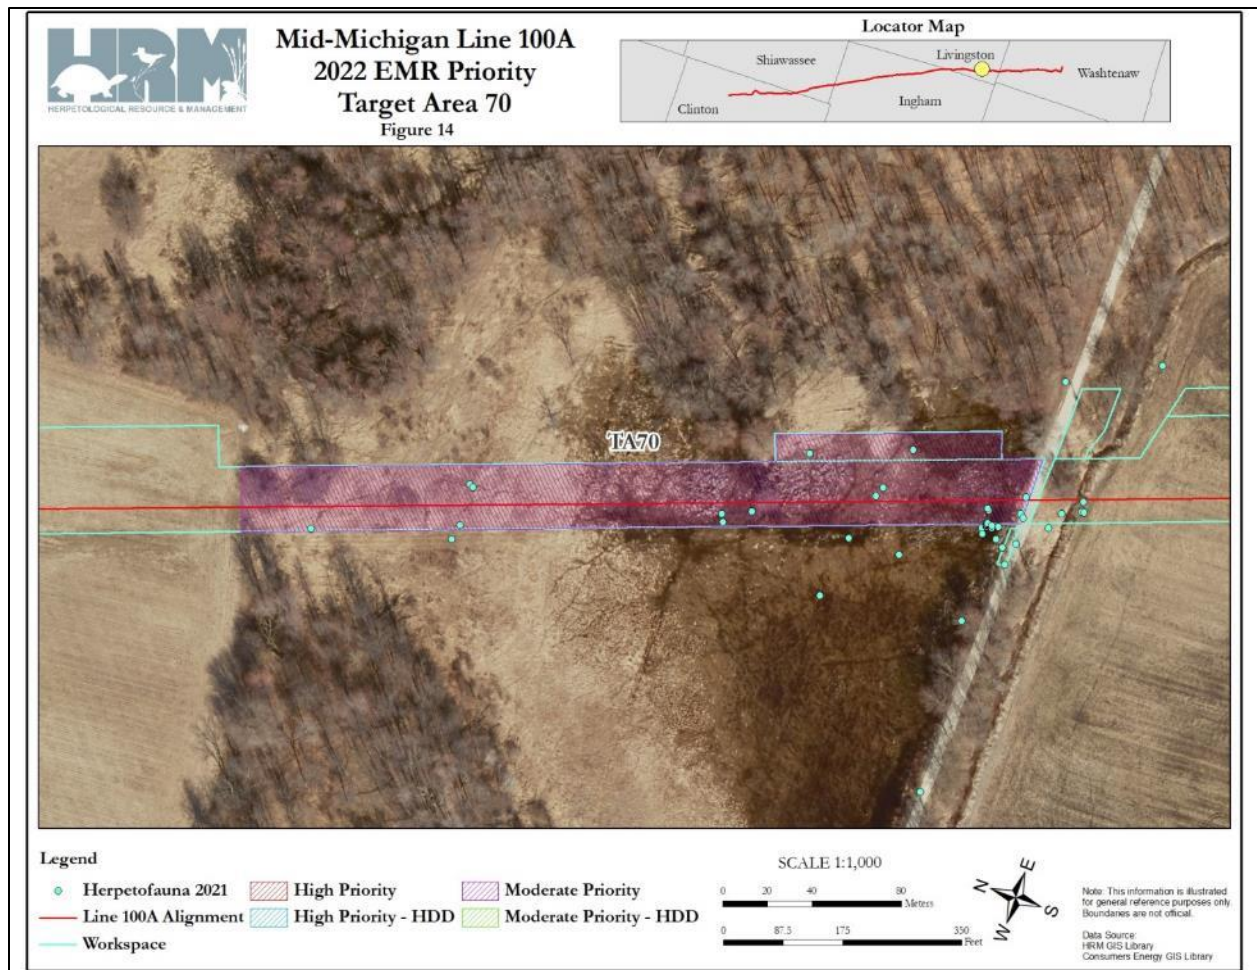 HRM
HERPETOLOGICAL RESOURCE & MANAGEMENT
Mid-Michigan Line 100A
2022 EMR Priority
Target Area 70
Figure 14
Locator Map
Shiawassee
Livingston
Washtenaw
Clinton
Ingham
TA70
Legend
Herpetofauna 2021
High Priority
Moderate Priority
Line 100A Alignment
High Priority - HDD
Moderate Priority - HDD
Workspace
SCALE 1:1,000
0 20 40 80
Meters
0 87.5 175 350
Feet
N
E
W
S
Note: This information is illustrated
for general reference purposes only.
Boundaries are not official.
Data Source:
HRM GIS Library
Consumers Energy GIS Library